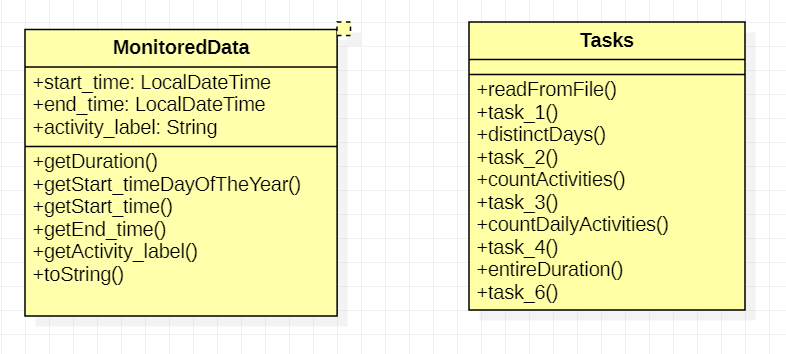 MonitoredData
+start_time: LocalDateTime
+end_time: LocalDateTime
+activity_label: String
+getDuration()
+getStart_timeDayOfTheYear()
+getStart_time()
+getEnd_time()
+getActivity_label()
+toString()
Tasks
+readFromFile()
+task_1()
+distinctDays()
+task_2()
+countActivities()
+task_3()
+countDailyActivities()
+task_4()
+entireDuration()
+task_6()